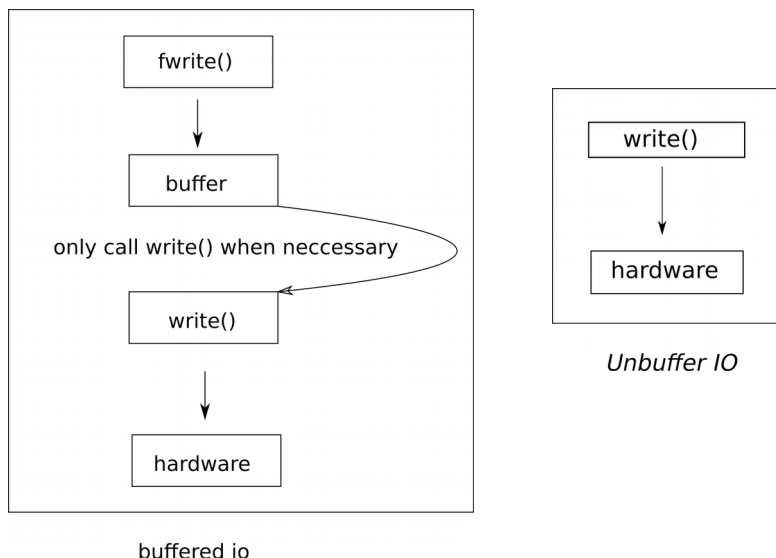 fwrite()
buffer
only call write() when neccessary
write()
hardware
buffered io
write()
hardware
Unbuffer IO